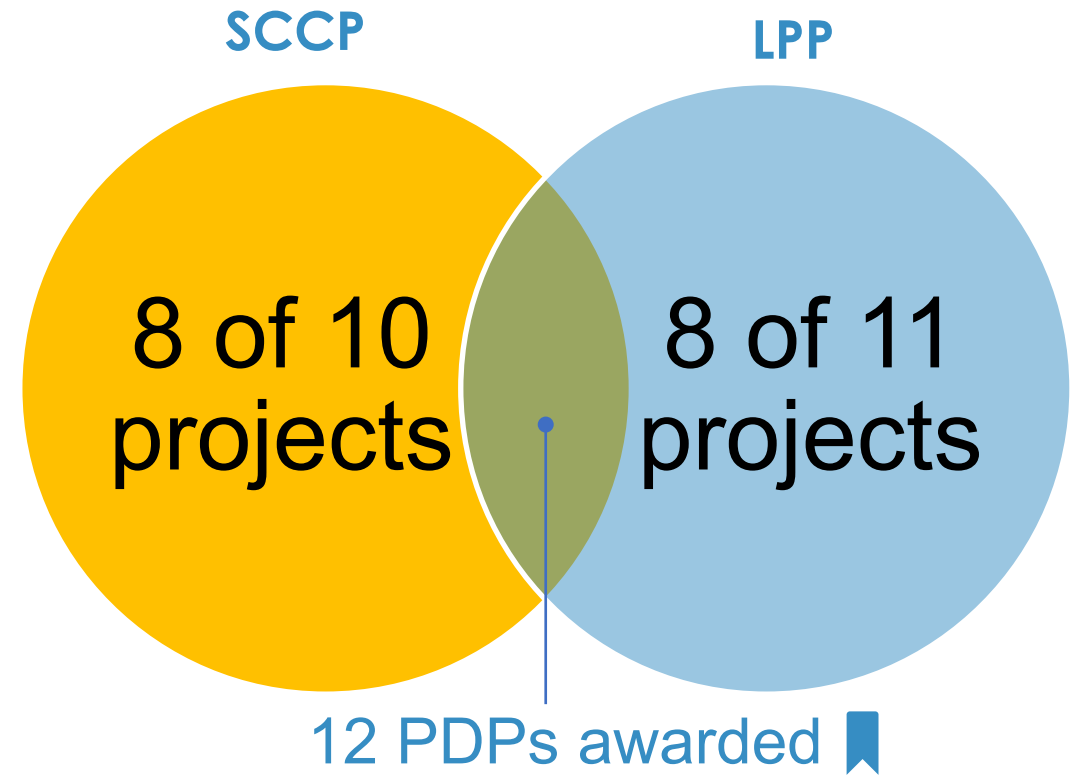 SCCP
LPP
8 of 10
projects
8 of 11
projects
12 PDPs awarded